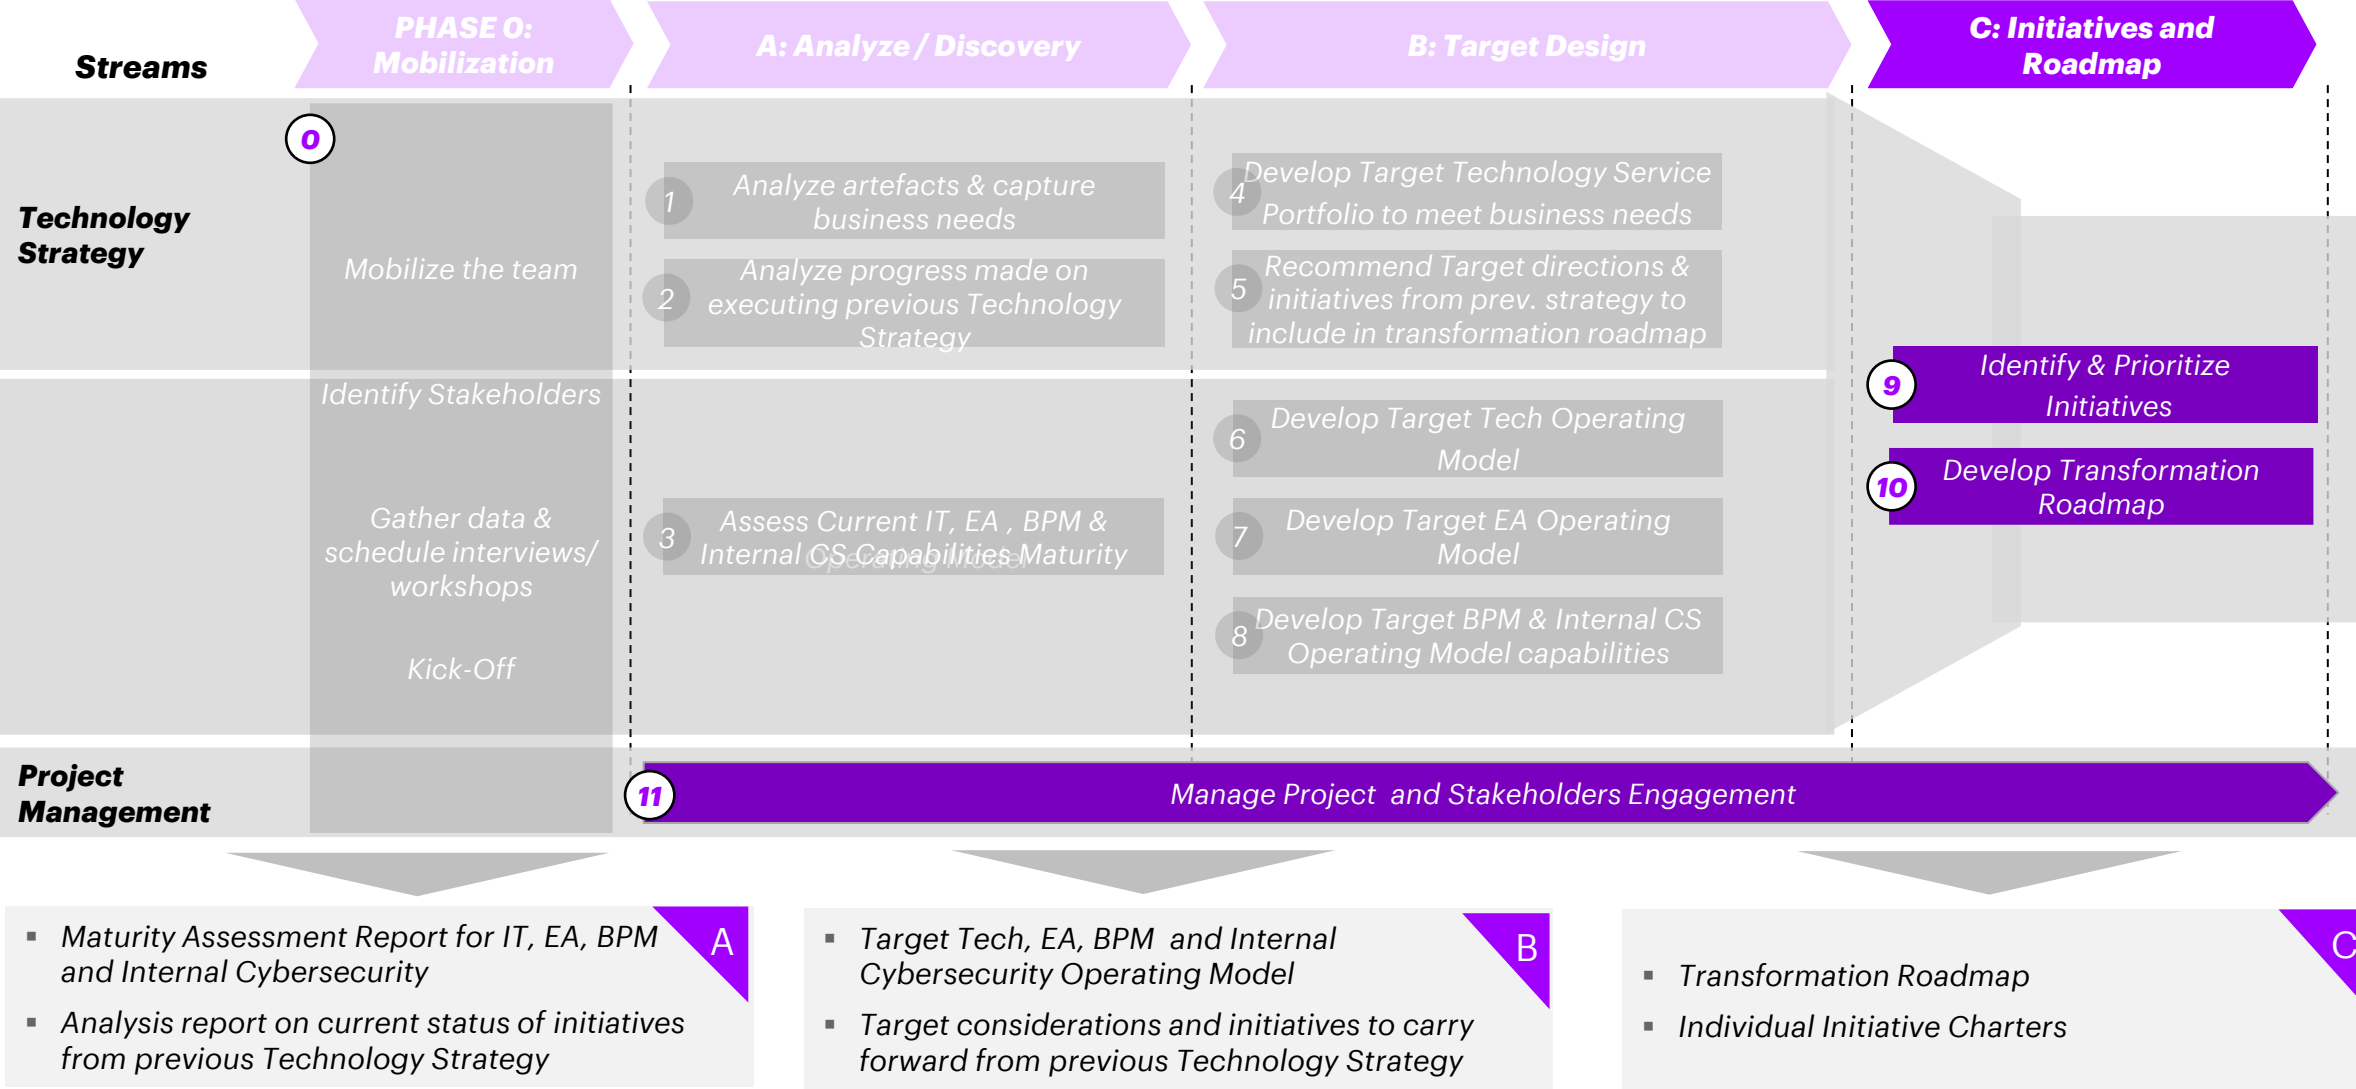 Streams
PHASE 0:
Mobilization
A: Analyze / Discovery
B: Target Design
C: Initiatives and
Roadmap
Technology
Strategy
0
Mobilize the team
Identify Stakeholders
Gather data &
schedule interviews/
workshops
Kick-Off
1
Analyze artefacts & capture
business needs
2
Analyze progress made on
executing previous Technology
Strategy
3
Assess Current IT, EA , BPM &
Internal CS Capabilities Maturity
Operating Model
4
Develop Target Technology Service
Portfolio to meet business needs
5
Recommend Target directions &
initiatives from prev. strategy to
include in transformation roadmap
6
Develop Target Tech Operating
Model
7
Develop Target EA Operating
Model
8
Develop Target BPM & Internal CS
Operating Model capabilities
9
Identify & Prioritize
Initiatives
10
Develop Transformation
Roadmap
Project
Management
11
Manage Project  and Stakeholders Engagement
▪ Maturity Assessment Report for IT, EA, BPM
and Internal Cybersecurity
▪ Analysis report on current status of initiatives
from previous Technology Strategy
A
▪ Target Tech, EA, BPM  and Internal
Cybersecurity Operating Model
▪ Target considerations and initiatives to carry
forward from previous Technology Strategy
B
▪ Transformation Roadmap
▪ Individual Initiative Charters
C